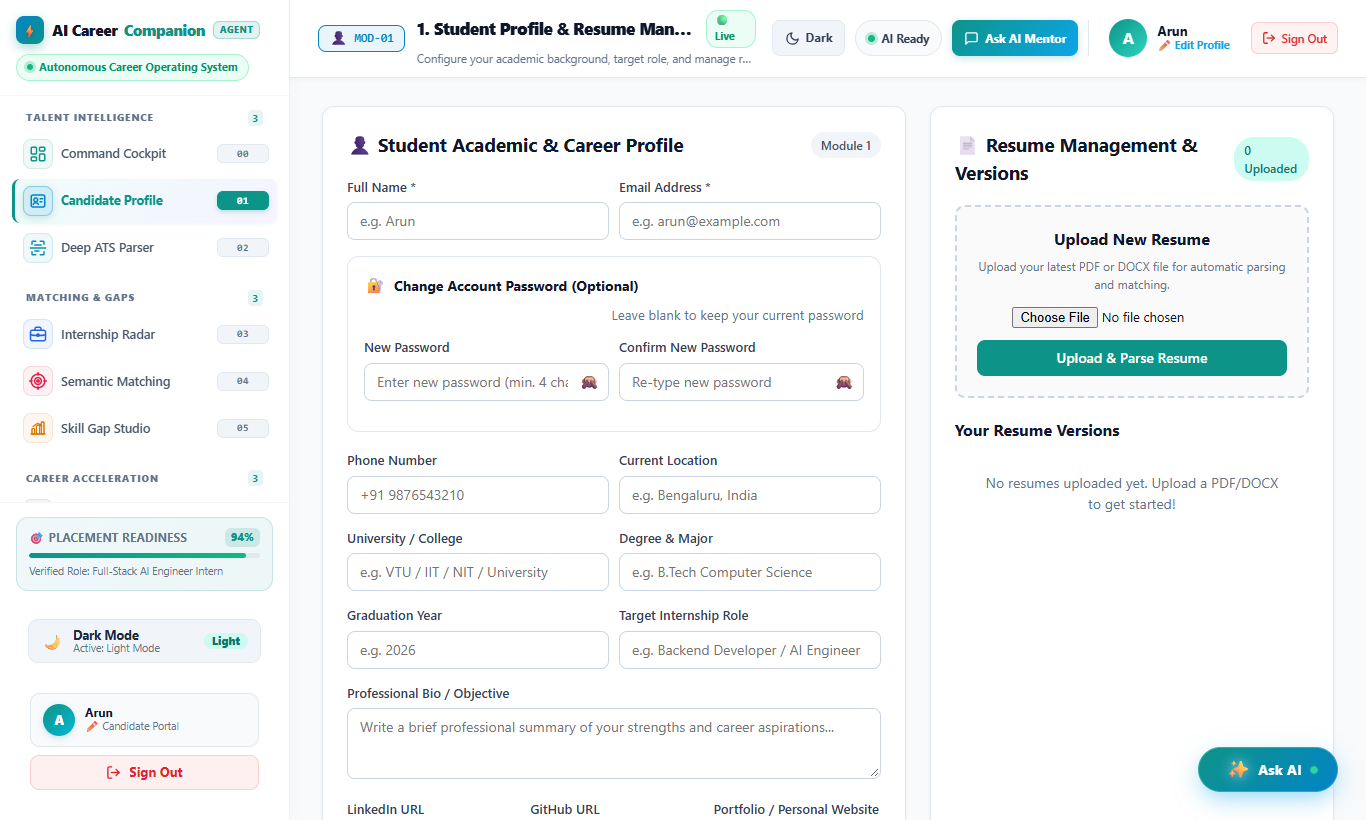 AI Career Companion AGENT
Autonomous Career Operating System
TALENT INTELLIGENCE 3
Command Cockpit 00
Candidate Profile 01
Deep ATS Parser 02
MATCHING & GAPS 3
Internship Radar 03
Semantic Matching 04
Skill Gap Studio 05
CAREER ACCELERATION 3
PLACEMENT READINESS 94%
Verified Role: Full-Stack AI Engineer Intern
Dark Mode
Active: Light Mode
Light
A
Arun
Candidate Portal
Sign Out
MOD-01
1. Student Profile & Resume Man...
Configure your academic background, target role, and manage r...
Live
Dark
AI Ready
Ask AI Mentor
A
Arun
Edit Profile
Sign Out
Student Academic & Career Profile
Module 1
Full Name * Email Address *
e.g. Arun e.g. arun@example.com
Change Account Password (Optional)
Leave blank to keep your current password
New Password Confirm New Password
Enter new password (min. 4 cha Re-type new password
Phone Number Current Location
+91 9876543210 e.g. Bengaluru, India
University / College Degree & Major
e.g. VTU / IIT / NIT / University e.g. B.Tech Computer Science
Graduation Year Target Internship Role
e.g. 2026 e.g. Backend Developer / AI Engineer
Professional Bio / Objective
Write a brief professional summary of your strengths and career aspirations...
LinkedIn URL GitHub URL Portfolio / Personal Website
Resume Management &
Versions
0
Uploaded
Upload New Resume
Upload your latest PDF or DOCX file for automatic parsing
and matching.
Choose File No file chosen
Upload & Parse Resume
Your Resume Versions
No resumes uploaded yet. Upload a PDF/DOCX
to get started!
Ask AI